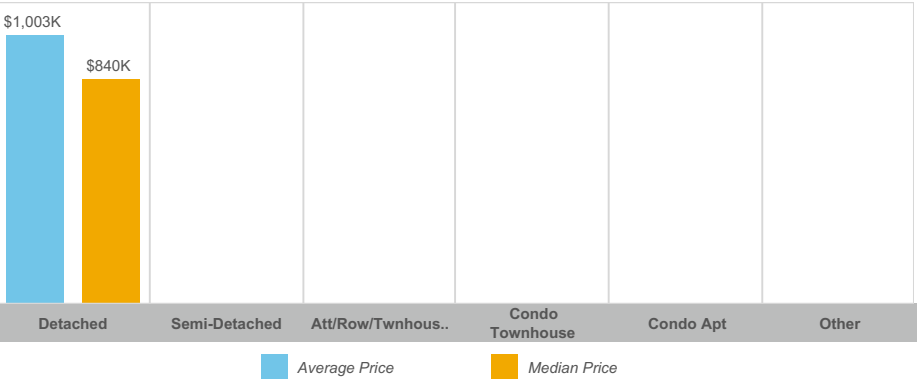 $1,003K
$840K
Detached
Semi-Detached
Att/Row/Twnhous..
Condo
Townhouse
Condo Apt
Other
Average Price
Median Price